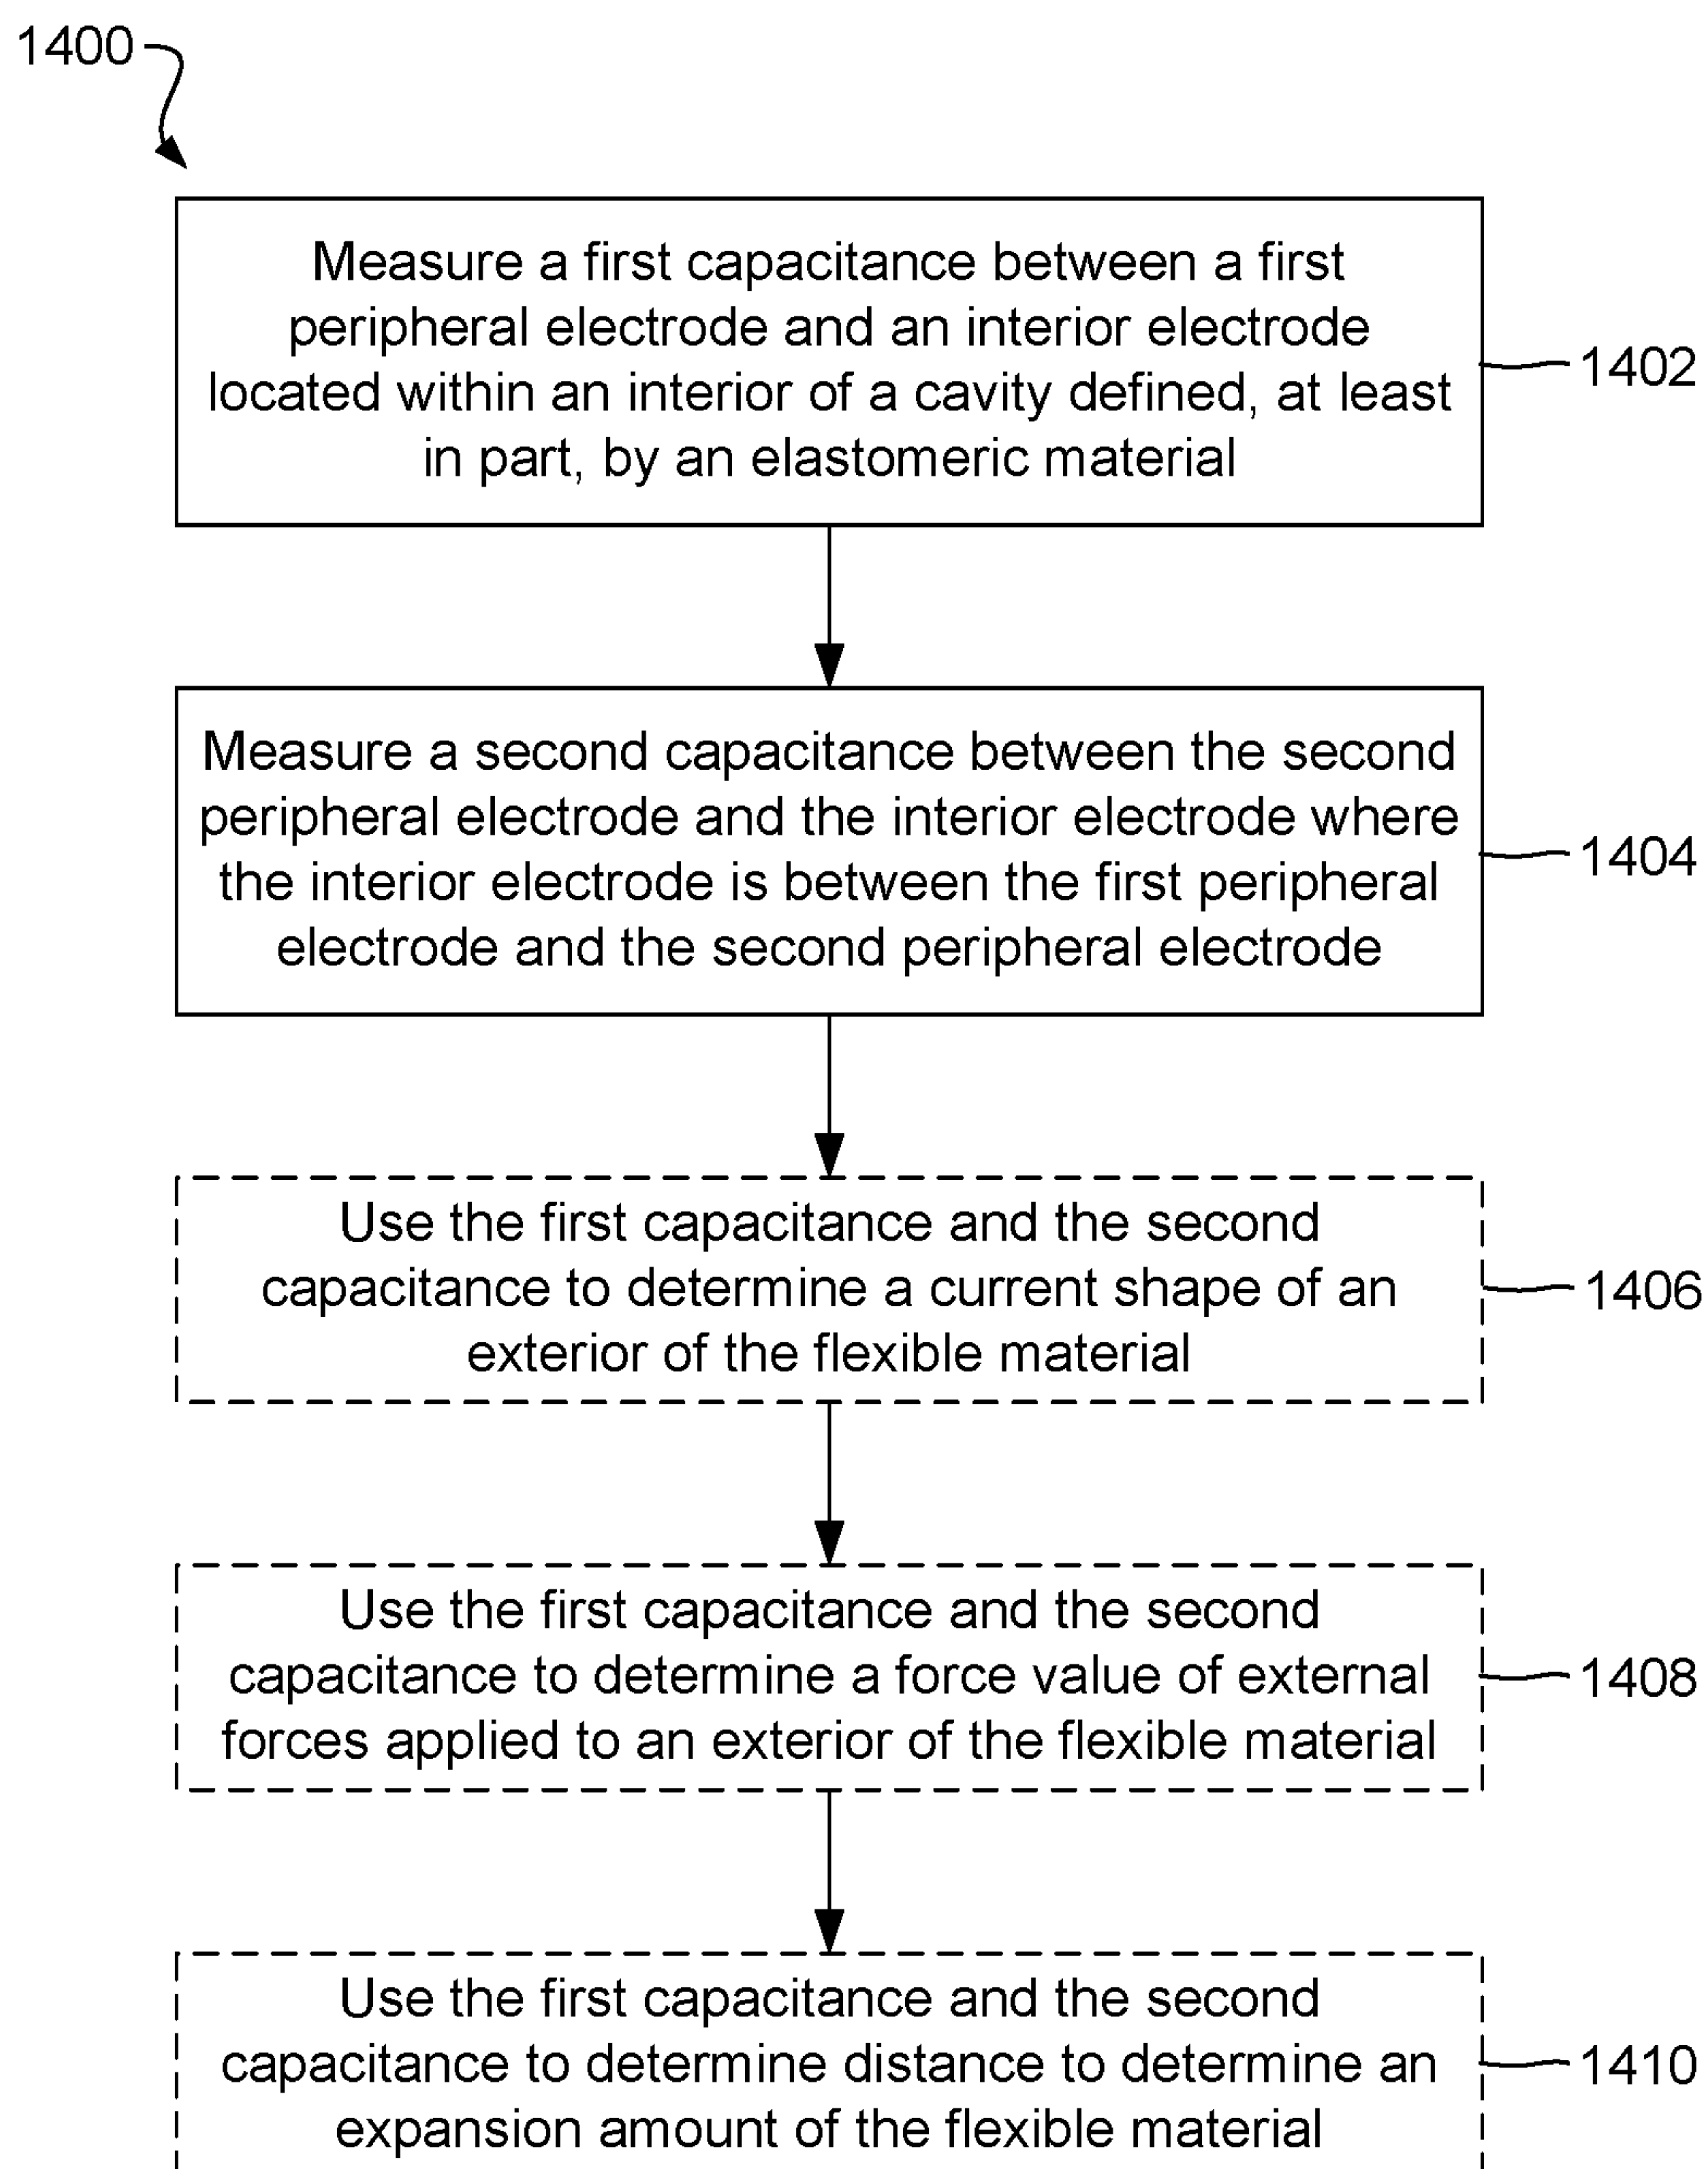 1400
Measure a first capacitance between a first
peripheral electrode and an interior electrode
located within an interior of a cavity defined, at least
in part, by an elastomeric material
1402
Measure a second capacitance between the second
peripheral electrode and the interior electrode where
the interior electrode is between the first peripheral
electrode and the second peripheral electrode
1404
Use the first capacitance and the second
capacitance to determine a current shape of an
exterior of the flexible material
1406
Use the first capacitance and the second
capacitance to determine a force value of external
forces applied to an exterior of the flexible material
1408
Use the first capacitance and the second
capacitance to determine distance to determine an
expansion amount of the flexible material
1410